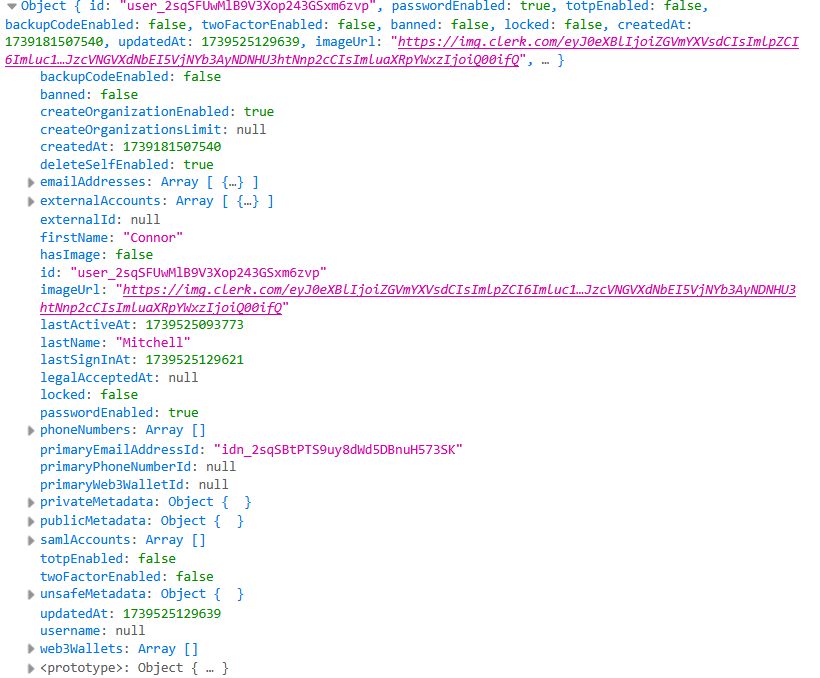 Object { id: "user_2sqSFUwMlB9V3Xop243GSxm6zvp", passwordEnabled: true, totpEnabled: false,
backupCodeEnabled: false, twoFactorEnabled: false, banned: false, locked: false, createdAt:
1739181507540, updatedAt: 1739525129639, imageUrl: "https://img.clerk.com/eyJ0eXBlIjoiZGVmYXVsdCIsImlpZCI
6Imluc1…JzcVNGVXdNbEI5VjNYb3AyNDNHU3htNnp2cCIsImluaXRpYWxzIjoiQ00ifQ", … }
backupCodeEnabled: false
banned: false
createOrganizationEnabled: true
createOrganizationsLimit: null
createdAt: 1739181507540
deleteSelfEnabled: true
emailAddresses: Array [ {…} ]
externalAccounts: Array [ {…} ]
externalId: null
firstName: "Connor"
hasImage: false
id: "user_2sqSFUwMlB9V3Xop243GSxm6zvp"
imageUrl: "https://img.clerk.com/eyJ0eXBlIjoiZGVmYXVsdCIsImlpZCI6Imluc1…JzcVNGVXdNbEI5VjNYb3AyNDNHU3
htNnp2cCIsImluaXRpYWxzIjoiQ00ifQ"
lastActiveAt: 1739525093773
lastName: "Mitchell"
lastSignInAt: 1739525129621
legalAcceptedAt: null
locked: false
passwordEnabled: true
phoneNumbers: Array []
primaryEmailAddressId: "idn_2sqSBtPTS9uy8dWd5DBnuH573SK"
primaryPhoneNumberId: null
primaryWeb3WalletId: null
privateMetadata: Object {  }
publicMetadata: Object {  }
samlAccounts: Array []
totpEnabled: false
twoFactorEnabled: false
unsafeMetadata: Object {  }
updatedAt: 1739525129639
username: null
web3Wallets: Array []
<prototype>: Object { … }